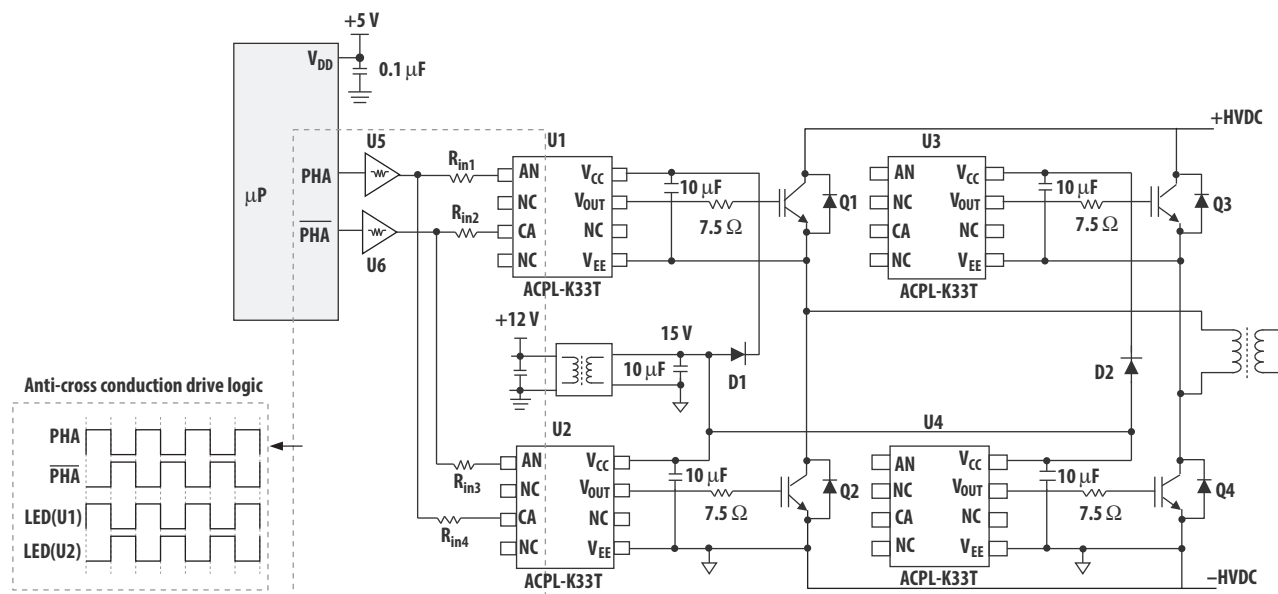 +5 V
V_DD
0.1 μF
U5
PHA
μP
P̅H̅A̅
U6
R_in1
R_in2
U1
AN
NC
CA
NC
V_CC
V_OUT
NC
V_EE
ACPL-K33T
10 μF
7.5 Ω
Q1
U3
AN
NC
CA
NC
V_CC
V_OUT
NC
V_EE
ACPL-K33T
10 μF
7.5 Ω
Q3
+HVDC
+12 V
15 V
10 μF
D1
D2
Anti-cross conduction drive logic
PHA
P̅H̅A̅
LED(U1)
LED(U2)
R_in3
R_in4
U2
AN
NC
CA
NC
V_CC
V_OUT
NC
V_EE
ACPL-K33T
10 μF
7.5 Ω
Q2
U4
AN
NC
CA
NC
V_CC
V_OUT
NC
V_EE
ACPL-K33T
10 μF
7.5 Ω
Q4
–HVDC